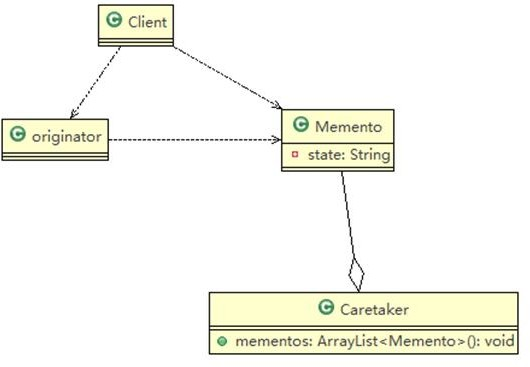 Client
originator
Memento
state: String
Caretaker
mementos: ArrayList<Memento>(): void